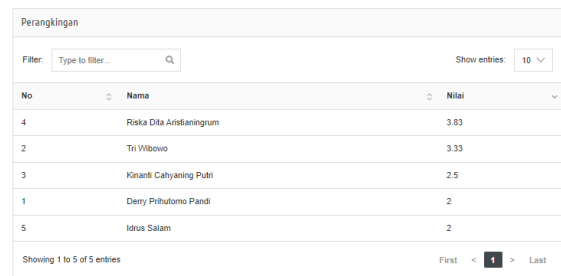 Perangkingan
Filter: Type to filter... Show entries: 10
No Nama Nilai
4 Riska Dita Aristianingrum 3.83
2 Tri Wibowo 3.33
3 Kinanti Cahyaning Putri 2.5
1 Derry Prihutomo Pandi 2
5 Idrus Salam 2
Showing 1 to 5 of 5 entries First < 1 > Last